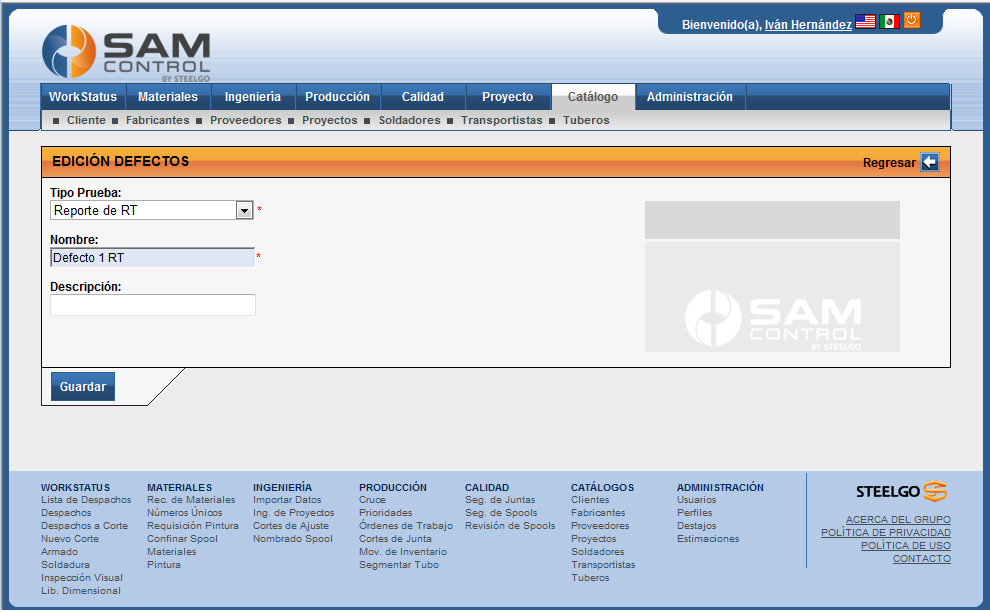 Bienvenido(a), Iván Hernández
SAM
CONTROL
BY STEELGO
WorkStatus Materiales Ingeniería Producción Calidad Proyecto Catálogo Administración
Cliente Fabricantes Proveedores Proyectos Soldadores Transportistas Tuberos
EDICIÓN DEFECTOS Regresar
Tipo Prueba:
Reporte de RT *
Nombre:
Defecto 1 RT *
Descripción:
SAM
CONTROL
BY STEELGO
Guardar
WORKSTATUS
Lista de Despachos
Despachos
Despachos a Corte
Nuevo Corte
Armado
Soldadura
Inspección Visual
Lib. Dimensional
MATERIALES
Rec. de Materiales
Números Únicos
Requisición Pintura
Confinar Spool
Materiales
Pintura
INGENIERÍA
Importar Datos
Ing. de Proyectos
Cortes de Ajuste
Nombrado Spool
PRODUCCIÓN
Cruce
Prioridades
Órdenes de Trabajo
Cortes de Junta
Mov. de Inventario
Segmentar Tubo
CALIDAD
Seg. de Juntas
Seg. de Spools
Revisión de Spools
CATÁLOGOS
Clientes
Fabricantes
Proveedores
Proyectos
Soldadores
Transportistas
Tuberos
ADMINISTRACIÓN
Usuarios
Perfiles
Destajos
Estimaciones
STEELGO
ACERCA DEL GRUPO
POLÍTICA DE PRIVACIDAD
POLÍTICA DE USO
CONTACTO